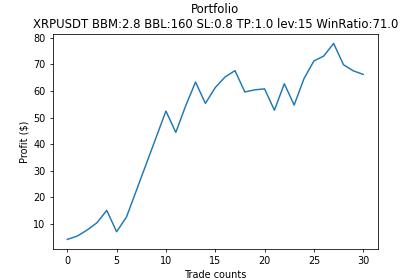 Portfolio
XRPUSDT BBM:2.8 BBL:160 SL:0.8 TP:1.0 lev:15 WinRatio:71.0
80
70
60
50
40
30
20
10
Profit ($)
0 5 10 15 20 25 30
Trade counts